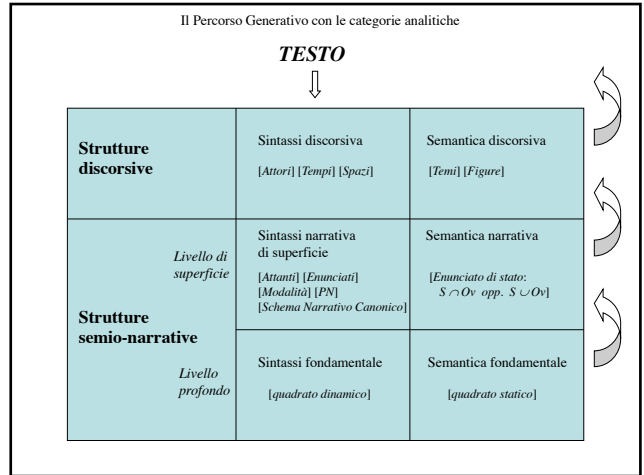 Il Percorso Generativo con le categorie analitiche
TESTO
Strutture
discorsive
Sintassi discorsiva
[Attori] [Tempi] [Spazi]
Semantica discorsiva
[Temi] [Figure]
Strutture
semio-narrative
Livello di
superficie
Sintassi narrativa
di superficie
[Attanti] [Enunciati]
[Modalità] [PN]
[Schema Narrativo Canonico]
Semantica narrativa
[Enunciato di stato:
S ∩ Ov opp. S ∪ Ov]
Livello
profondo
Sintassi fondamentale
[quadrato dinamico]
Semantica fondamentale
[quadrato statico]